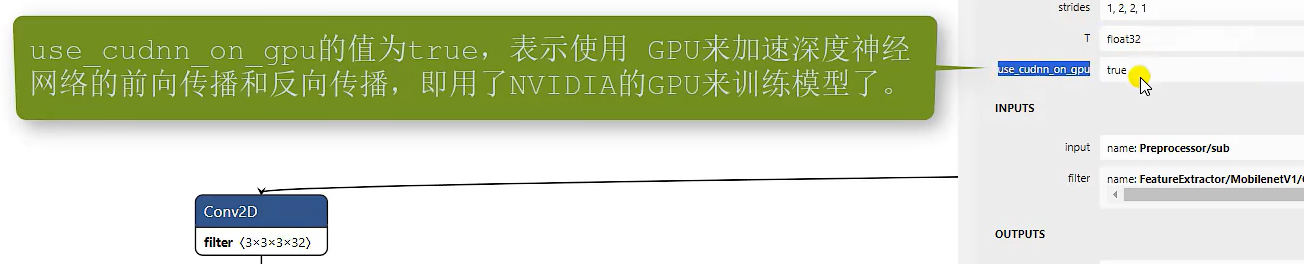 strides 1, 2, 2, 1
use_cudnn_on_gpu的值为true，表示使用 GPU来加速深度神经
网络的前向传播和反向传播，即用了NVIDIA的GPU来训练模型了。
T float32
use_cudnn_on_gpu true
INPUTS
input name: Preprocessor/sub
filter name: FeatureExtractor/MobilenetV1/
OUTPUTS
Conv2D
filter〈3×3×3×32〉